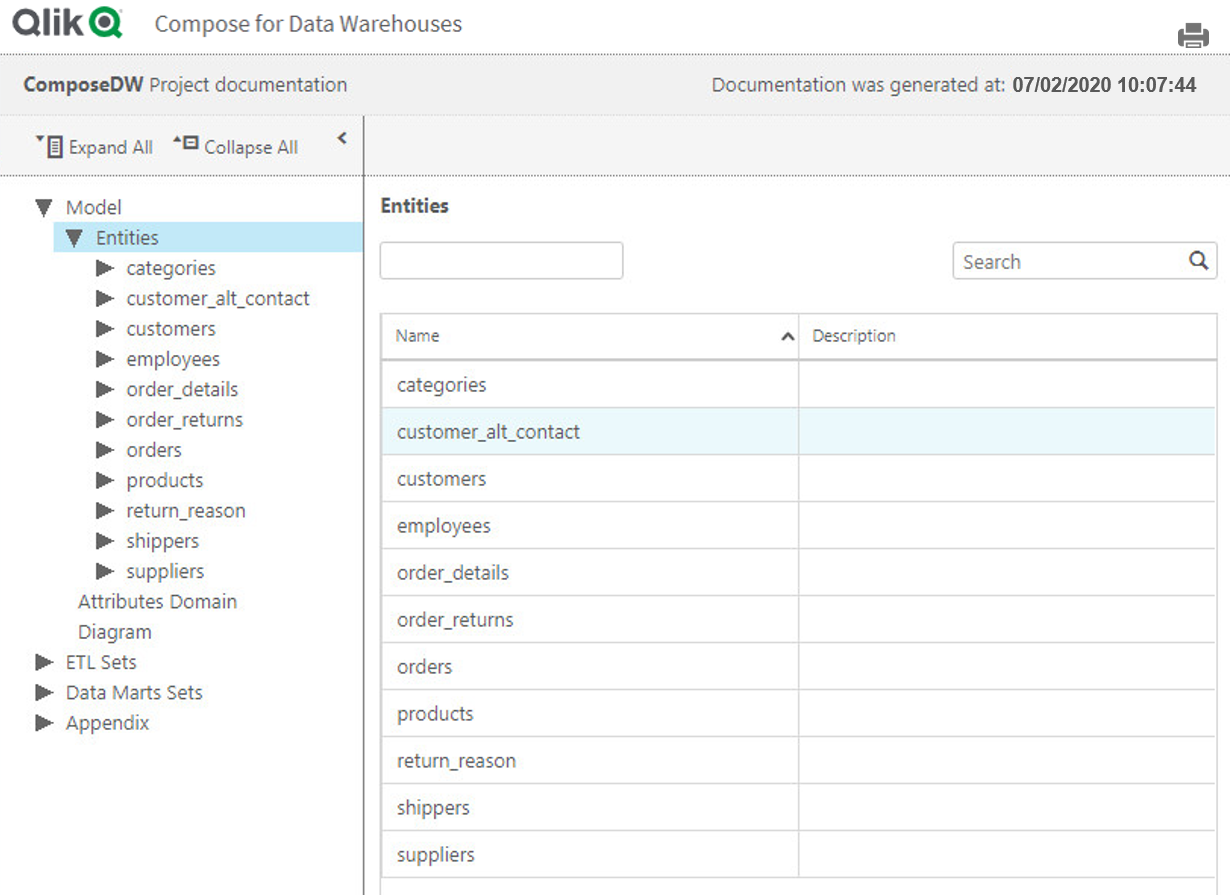 Qlik Compose for Data Warehouses
ComposeDW Project documentation
Documentation was generated at: 07/02/2020 10:07:44
Expand All Collapse All
Model
Entities
categories
customer_alt_contact
customers
employees
order_details
order_returns
orders
products
return_reason
shippers
suppliers
Attributes Domain
Diagram
ETL Sets
Data Marts Sets
Appendix
Entities
Search
Name Description
categories
customer_alt_contact
customers
employees
order_details
order_returns
orders
products
return_reason
shippers
suppliers